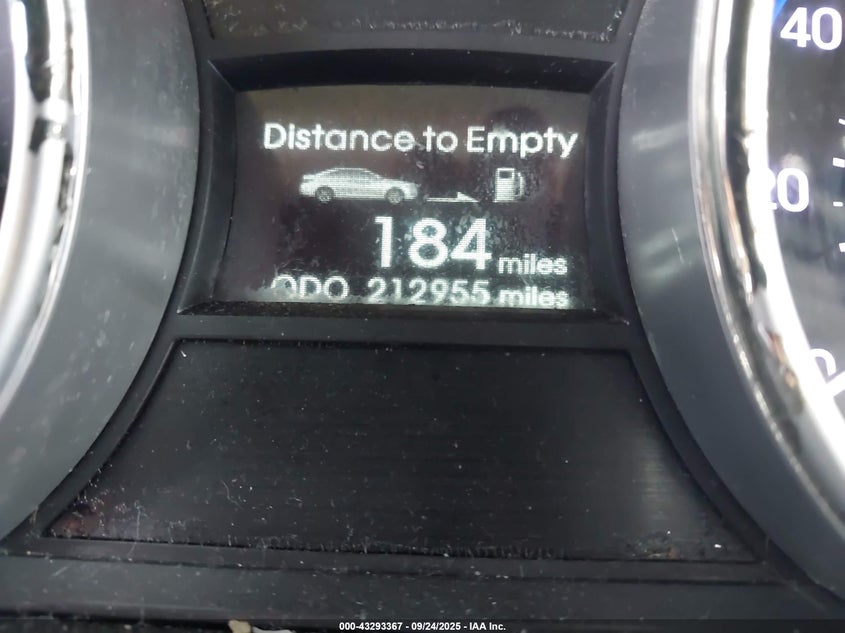 40
Distance to Empty
20
184 miles
ODO 212955 miles
000-43293367 • 09/24/2025 • IAA Inc.